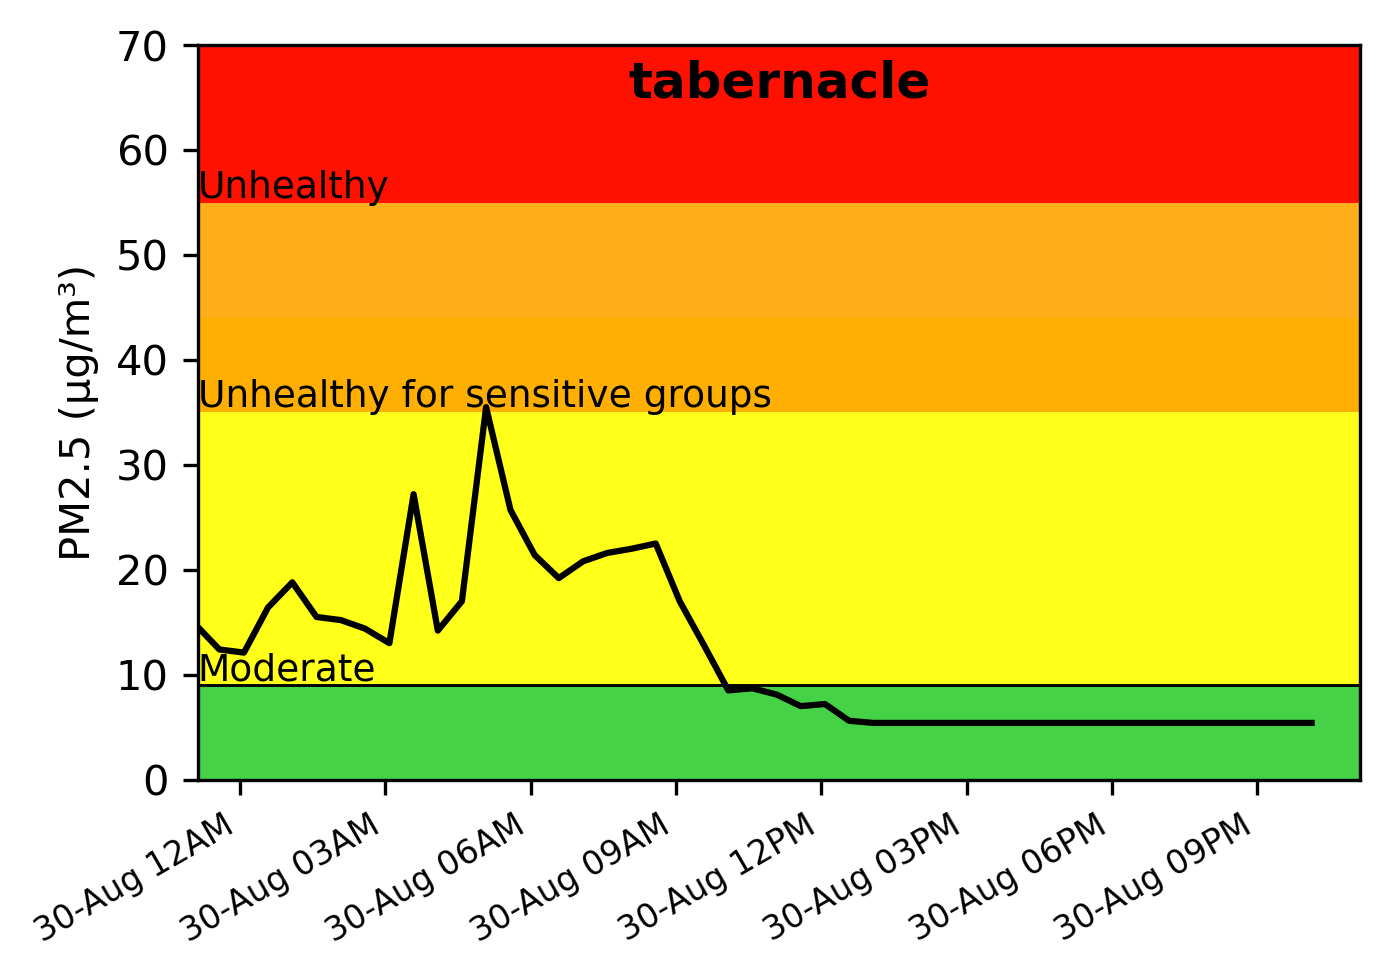 tabernacle
70
60
50
40
30
20
10
0
PM2.5 (µg/m³)
Unhealthy
Unhealthy for sensitive groups
Moderate
30-Aug 12AM
30-Aug 03AM
30-Aug 06AM
30-Aug 09AM
30-Aug 12PM
30-Aug 03PM
30-Aug 06PM
30-Aug 09PM